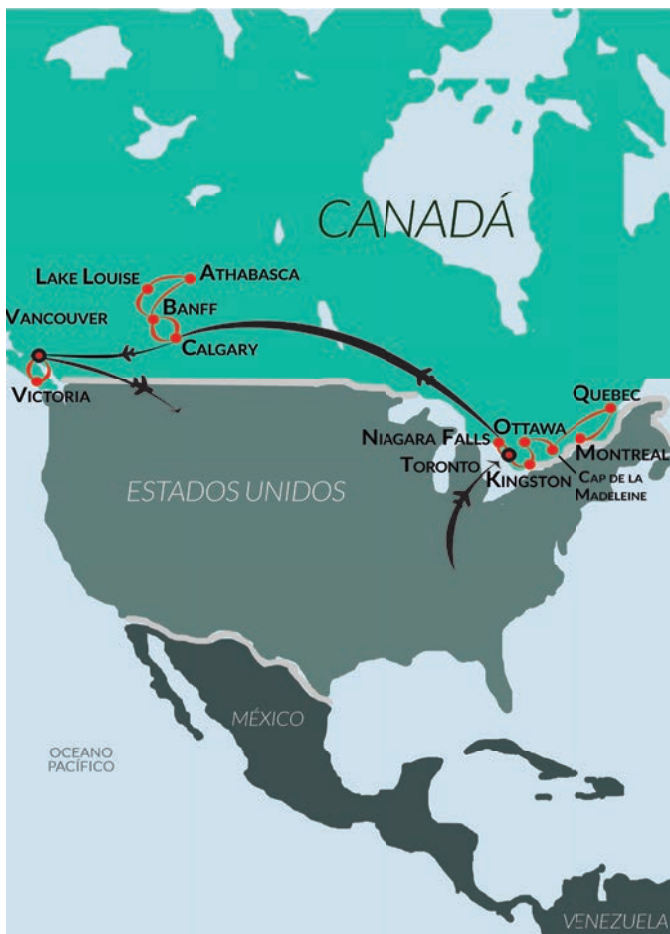 CANADÁ
LAKE LOUISE
ATHABASCA
BANFF
VANCOUVER
CALGARY
VICTORIA
QUEBEC
OTTAWA
NIAGARA FALLS
MONTREAL
TORONTO
KINGSTON
CAP DE LA
MADELEINE
ESTADOS UNIDOS
MÉXICO
OCEANO
PACÍFICO
VENEZUELA